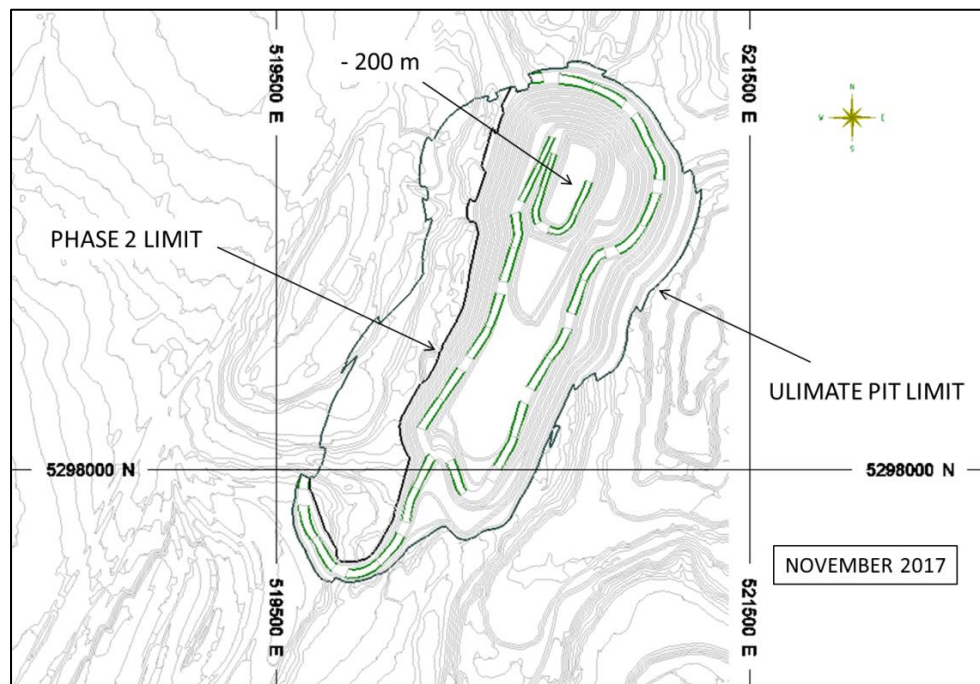 519500 E
521500 E
- 200 m
N
W E
S
PHASE 2 LIMIT
ULIMATE PIT LIMIT
5298000 N
5298000 N
NOVEMBER 2017
519500 E
521500 E